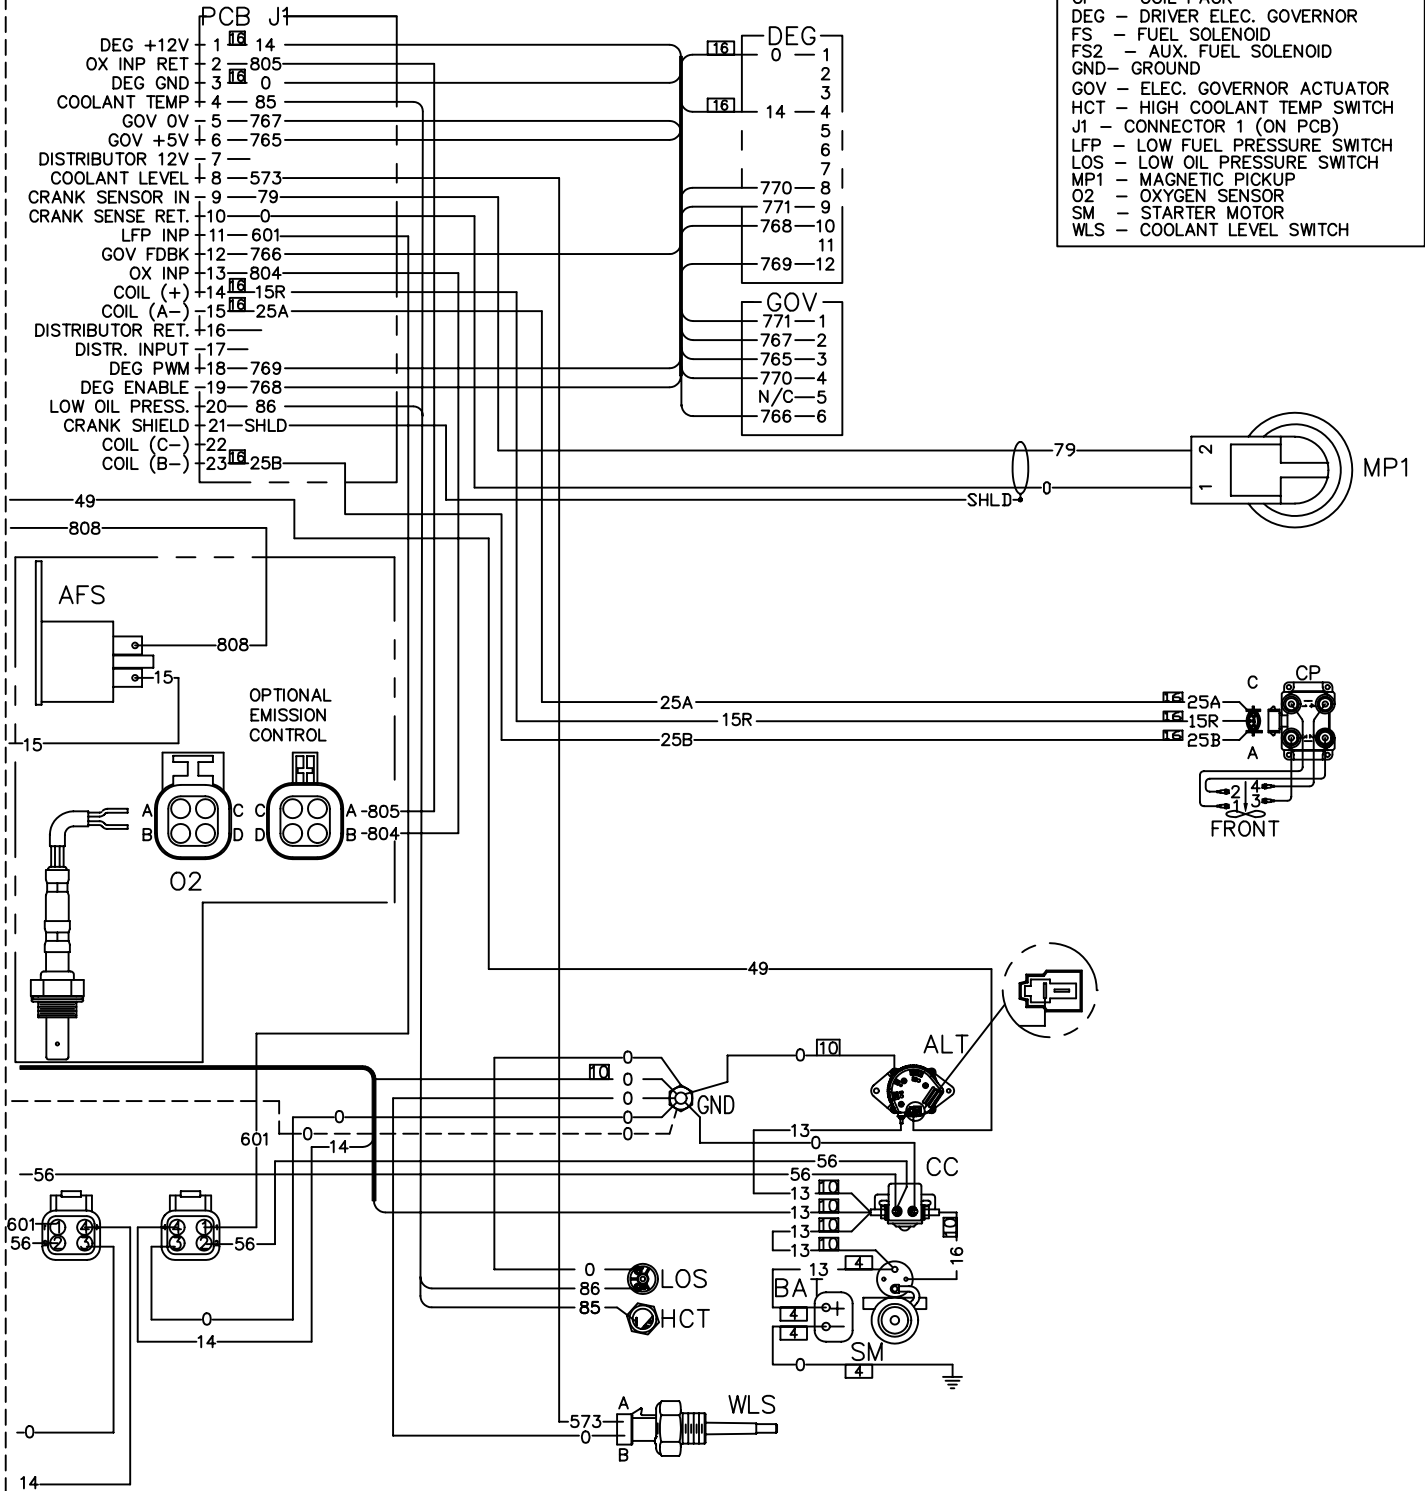 PCB J1
DEG +12V 1 16 14
OX INP RET 2 805
DEG GND 3 16 0
COOLANT TEMP 4 85
GOV 0V 5 767
GOV +5V 6 765
DISTRIBUTOR 12V 7
COOLANT LEVEL 8 573
CRANK SENSOR IN 9 79
CRANK SENSE RET. 10 0
LFP INP 11 601
GOV FDBK 12 766
OX INP 13 804
COIL (+) 14 16 15R
COIL (A-) 15 16 25A
DISTRIBUTOR RET. 16
DISTR. INPUT 17
DEG PWM 18 769
DEG ENABLE 19 768
LOW OIL PRESS. 20 86
CRANK SHIELD 21 SHLD
COIL (C-) 22
COIL (B-) 23 16 25B
DEG
16 0 1
2
3
16 14 4
5
6
7
770 8
771 9
768 10
11
769 12
GOV
771 1
767 2
765 3
770 4
N/C 5
766 6
DEG - DRIVER ELEC. GOVERNOR
FS - FUEL SOLENOID
FS2 - AUX. FUEL SOLENOID
GND- GROUND
GOV - ELEC. GOVERNOR ACTUATOR
HCT - HIGH COOLANT TEMP SWITCH
J1 - CONNECTOR 1 (ON PCB)
LFP - LOW FUEL PRESSURE SWITCH
LOS - LOW OIL PRESSURE SWITCH
MP1 - MAGNETIC PICKUP
O2 - OXYGEN SENSOR
SM - STARTER MOTOR
WLS - COOLANT LEVEL SWITCH
79
2
1
MP1
0
SHLD
49
808
AFS
808
15
15
OPTIONAL
EMISSION
CONTROL
A C C A 805
B D D B 804
O2
25A 16 25A
15R 16 15R
25B 16 25B
C
A
CP
2 4
1 3
FRONT
49
ALT
0 10
0
10 0
0
0
0
GND
0
0
14
601
13
0
56
56
CC
13 10
13 10
13 10
13 10
10
16
56
601 1 4
56 2 3
4 1
3 2 56
0
14
0
86
LOS
85
HCT
13 4
BAT
4 +
4 -
SM
0 4
573 A
0 B
WLS
0
14